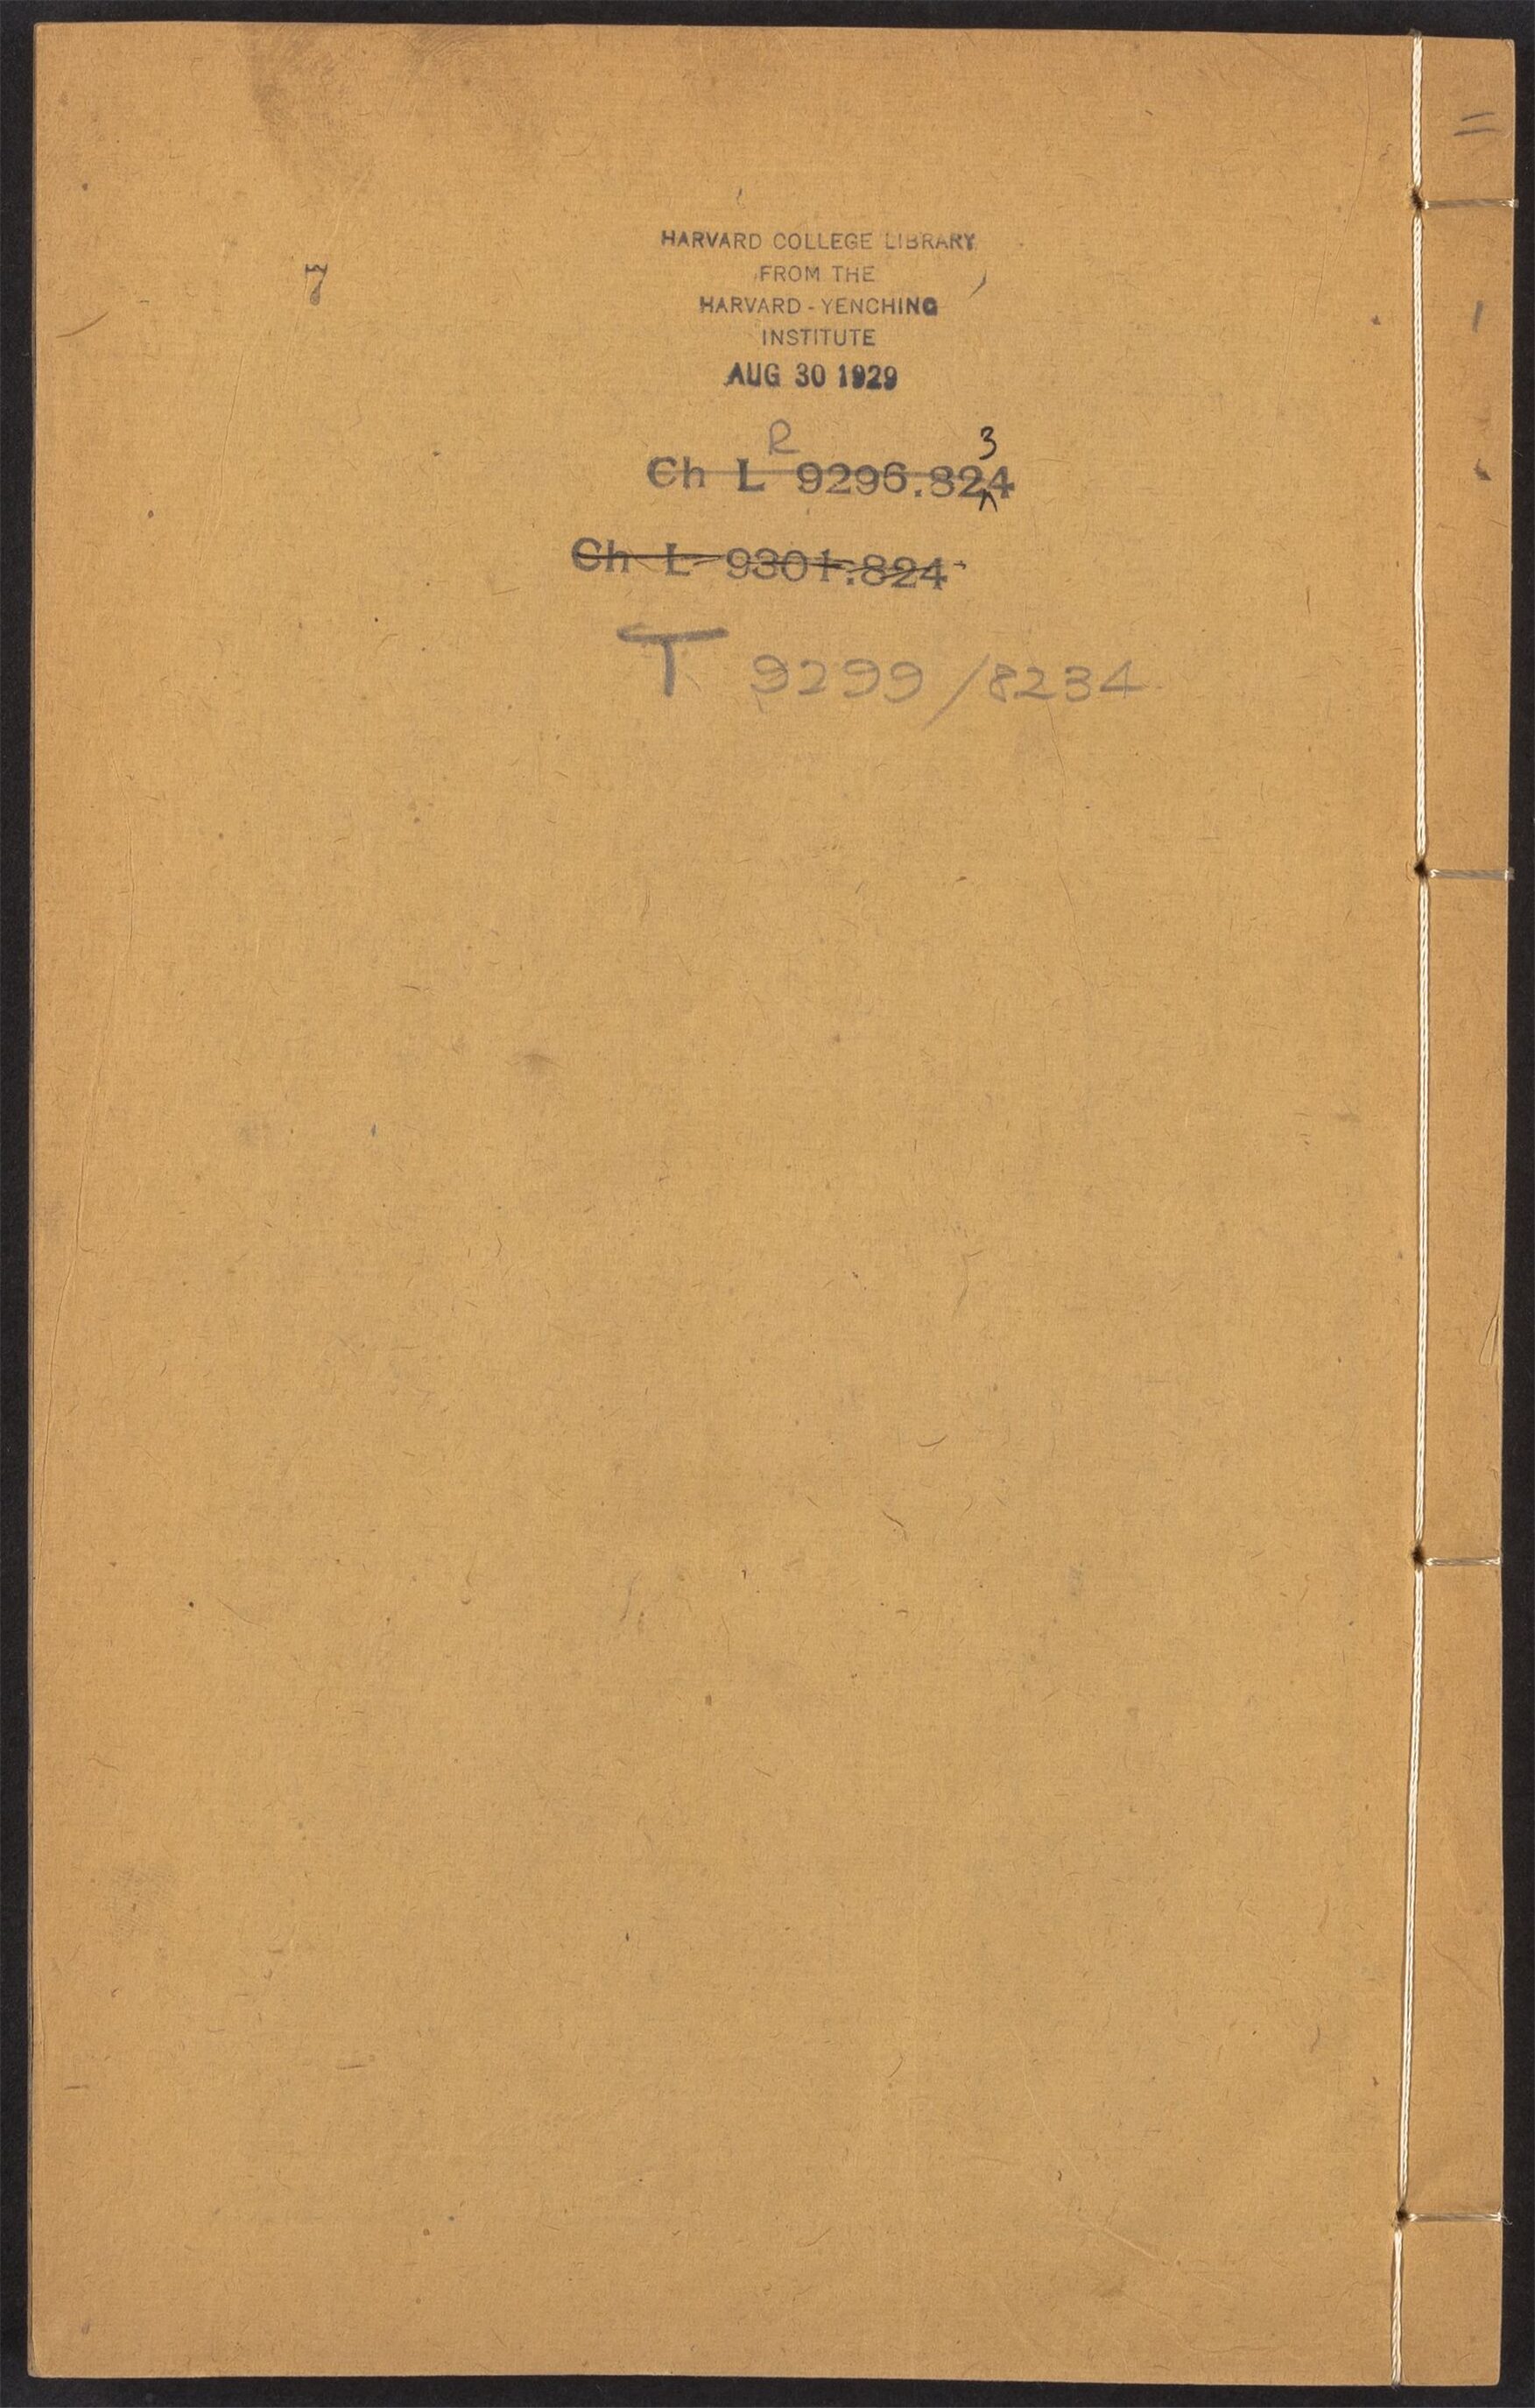 HARVARD COLLEGE LIBRARY
FROM THE
HARVARD-YENCHING
INSTITUTE
AUG 30 1929
7
R 3
Ch L 9296.824
Ch L 9301.824
T 9299/8234